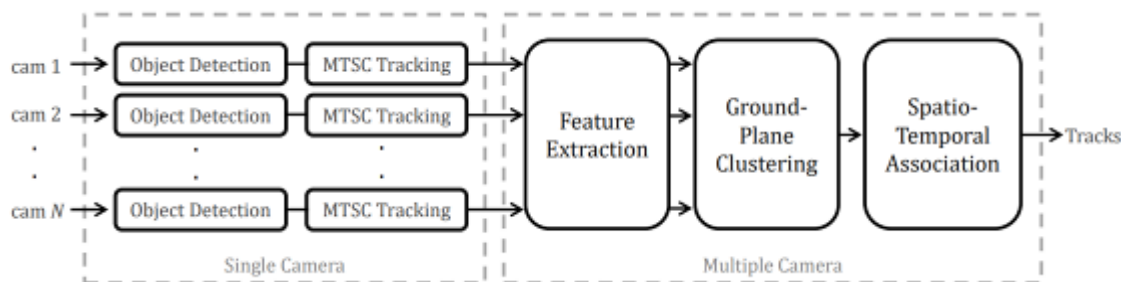 cam 1
Object Detection
MTSC Tracking
cam 2
Object Detection
MTSC Tracking
cam N
Object Detection
MTSC Tracking
Single Camera
Feature
Extraction
Ground-
Plane
Clustering
Spatio-
Temporal
Association
Tracks
Multiple Camera